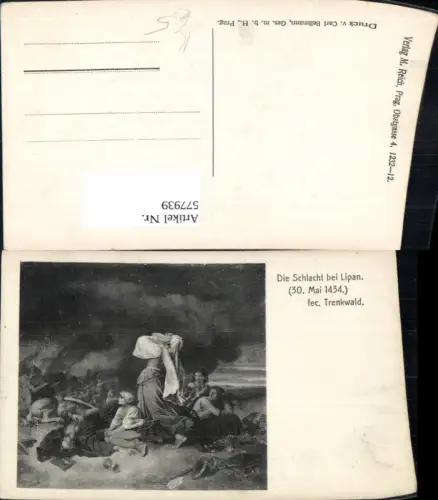 Druck v. Carl Bellmann, Ges. m. b. H., Prag.
Verlag M. Reich, Prag, Obstgasse 4, 1232—12.
Artikel Nr.
577939
Die Schlacht bei Lipan.
(30. Mai 1434.)
fec. Trenkwald.